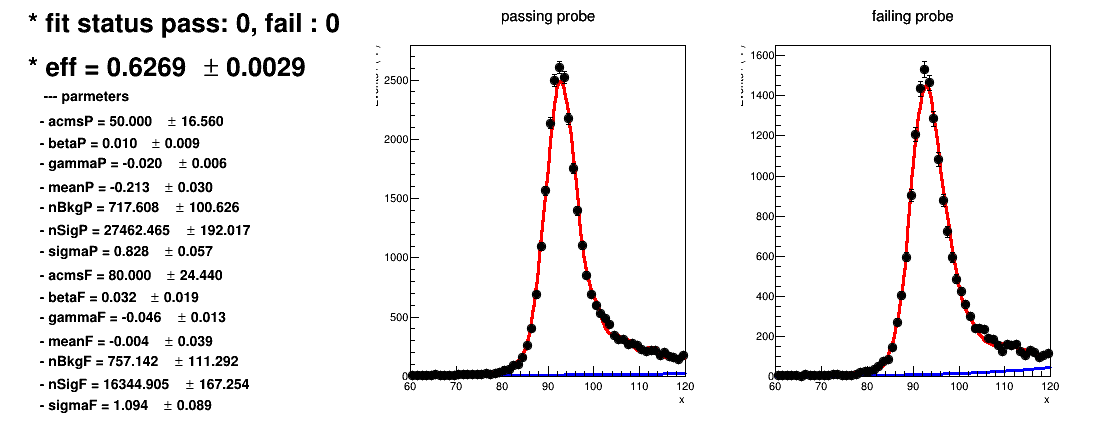 * fit status pass: 0, fail : 0
* eff = 0.6269 ± 0.0029
--- parmeters
- acmsP = 50.000 ± 16.560
- betaP = 0.010 ± 0.009
- gammaP = -0.020 ± 0.006
- meanP = -0.213 ± 0.030
- nBkgP = 717.608 ± 100.626
- nSigP = 27462.465 ± 192.017
- sigmaP = 0.828 ± 0.057
- acmsF = 80.000 ± 24.440
- betaF = 0.032 ± 0.019
- gammaF = -0.046 ± 0.013
- meanF = -0.004 ± 0.039
- nBkgF = 757.142 ± 111.292
- nSigF = 16344.905 ± 167.254
- sigmaF = 1.094 ± 0.089
passing probe
2500
2000
1500
1000
500
0
60 70 80 90 100 110 120
x
failing probe
1600
1400
1200
1000
800
600
400
200
0
60 70 80 90 100 110 120
x